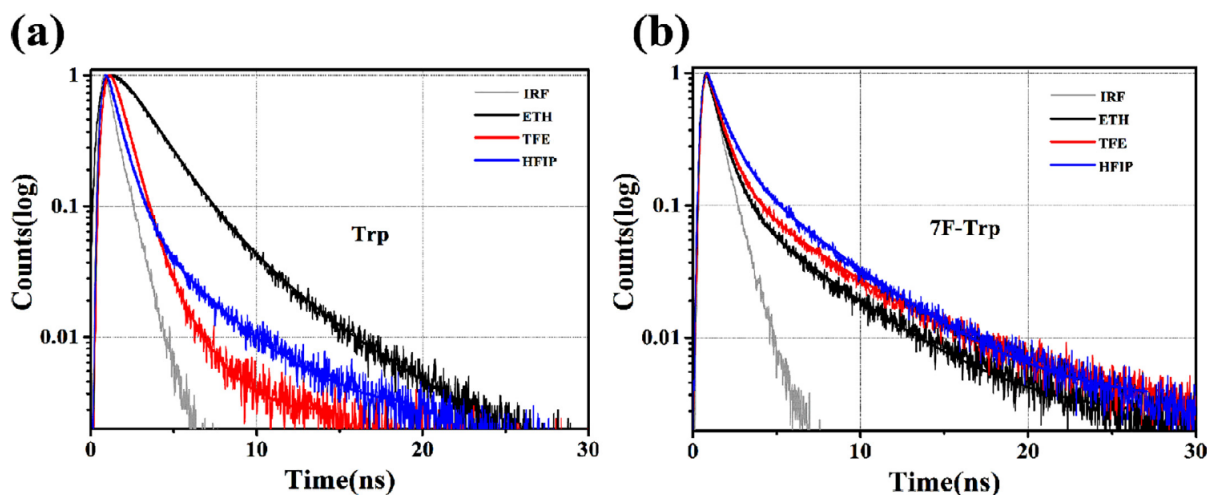 (a)
Counts(log)
1
0.1
0.01
IRF
ETH
TFE
HFIP
Trp
0
10
20
30
Time(ns)
(b)
Counts(log)
1
0.1
0.01
IRF
ETH
TFE
HFIP
7F-Trp
0
10
20
30
Time(ns)